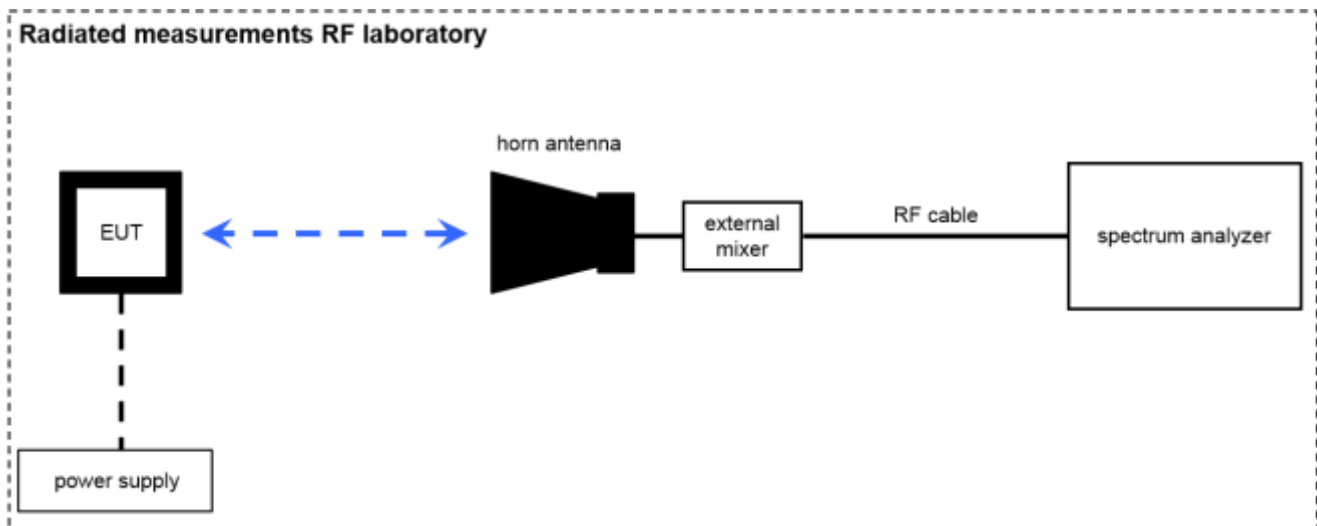 Radiated measurements RF laboratory
horn antenna
EUT
external
mixer
RF cable
spectrum analyzer
power supply